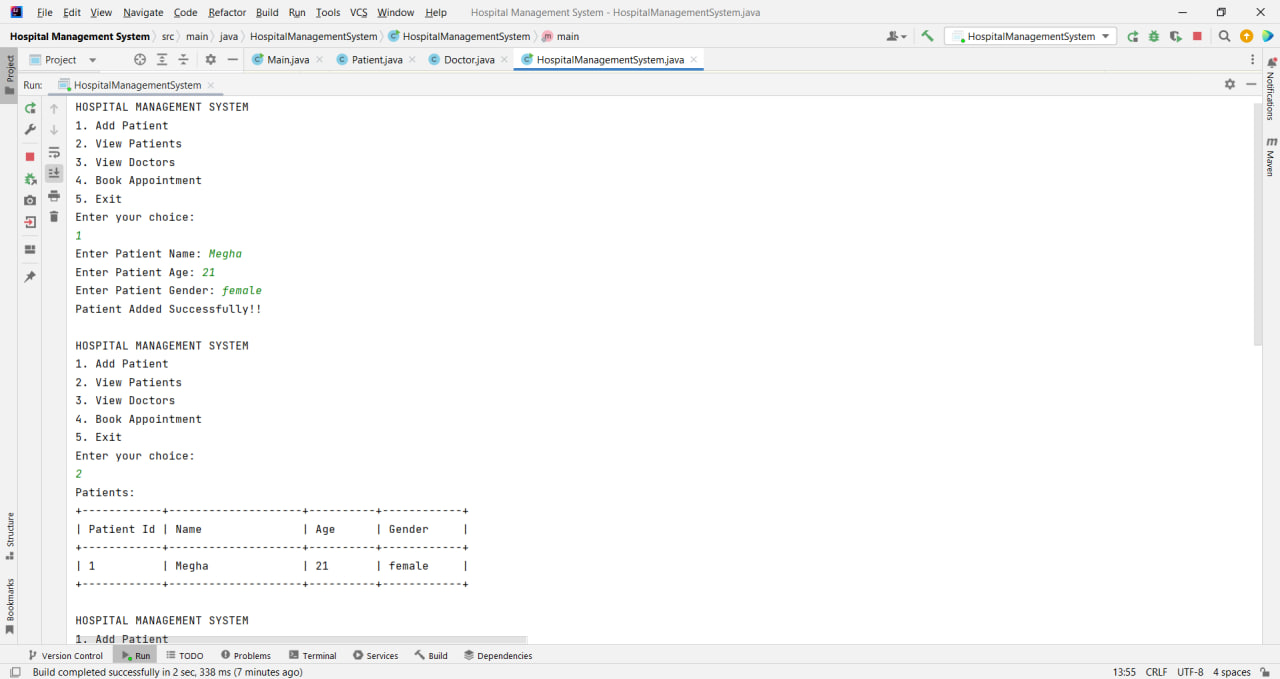 File Edit View Navigate Code Refactor Build Run Tools VCS Window Help Hospital Management System - HospitalManagementSystem.java
Hospital Management System src main java HospitalManagementSystem HospitalManagementSystem main HospitalManagementSystem
Project Main.java Patient.java Doctor.java HospitalManagementSystem.java
Run: HospitalManagementSystem
Project
Notifications
Maven
HOSPITAL MANAGEMENT SYSTEM
1. Add Patient
2. View Patients
3. View Doctors
4. Book Appointment
5. Exit
Enter your choice:
1
Enter Patient Name: Megha
Enter Patient Age: 21
Enter Patient Gender: female
Patient Added Successfully!!
HOSPITAL MANAGEMENT SYSTEM
1. Add Patient
2. View Patients
3. View Doctors
4. Book Appointment
5. Exit
Enter your choice:
2
Patients:
+------------+--------------------+----------+------------+
| Patient Id | Name | Age | Gender |
+------------+--------------------+----------+------------+
| 1 | Megha | 21 | female |
+------------+--------------------+----------+------------+
HOSPITAL MANAGEMENT SYSTEM
1. Add Patient
Structure
Bookmarks
Version Control Run TODO Problems Terminal Services Build Dependencies
Build completed successfully in 2 sec, 338 ms (7 minutes ago) 13:55 CRLF UTF-8 4 spaces